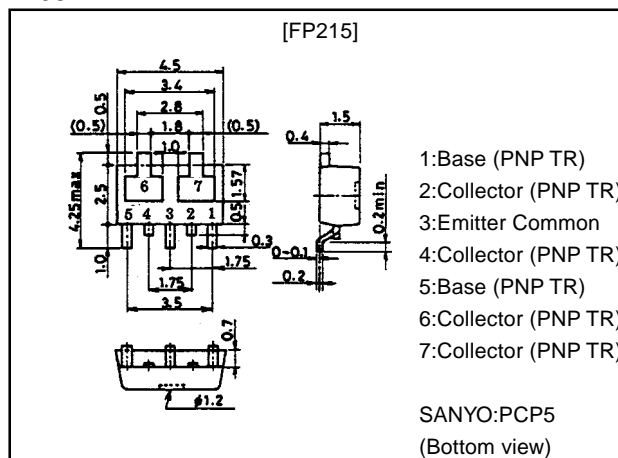 [FP215]
4.5
3.4
2.8
(0.5) 1.8 (0.5)
1.0
0.5
4.25max
2.5
1.0
6 7
1.57
0.5
5 4 3 2 1
0.3
1.75
1.75
3.5
1.5
0.4
0.2min
0-0.1
0.2
0.7
φ1.2
1:Base (PNP TR)
2:Collector (PNP TR)
3:Emitter Common
4:Collector (PNP TR)
5:Base (PNP TR)
6:Collector (PNP TR)
7:Collector (PNP TR)
SANYO:PCP5
(Bottom view)